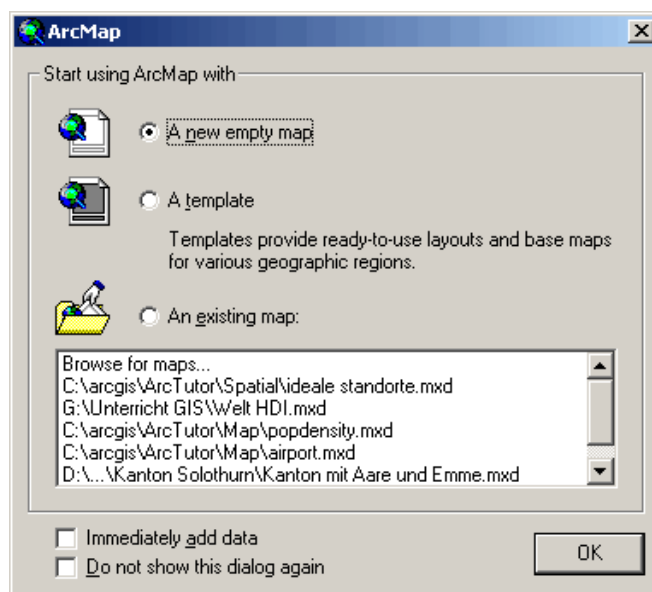 ArcMap
Start using ArcMap with
A new empty map
A template
Templates provide ready-to-use layouts and base maps
for various geographic regions.
An existing map:
Browse for maps...
C:\arcgis\ArcTutor\Spatial\ideale standorte.mxd
G:\Unterricht GIS\Welt HDI.mxd
C:\arcgis\ArcTutor\Map\popdensity.mxd
C:\arcgis\ArcTutor\Map\airport.mxd
D:\...\Kanton Solothurn\Kanton mit Aare und Emme.mxd
Immediately add data
Do not show this dialog again
OK